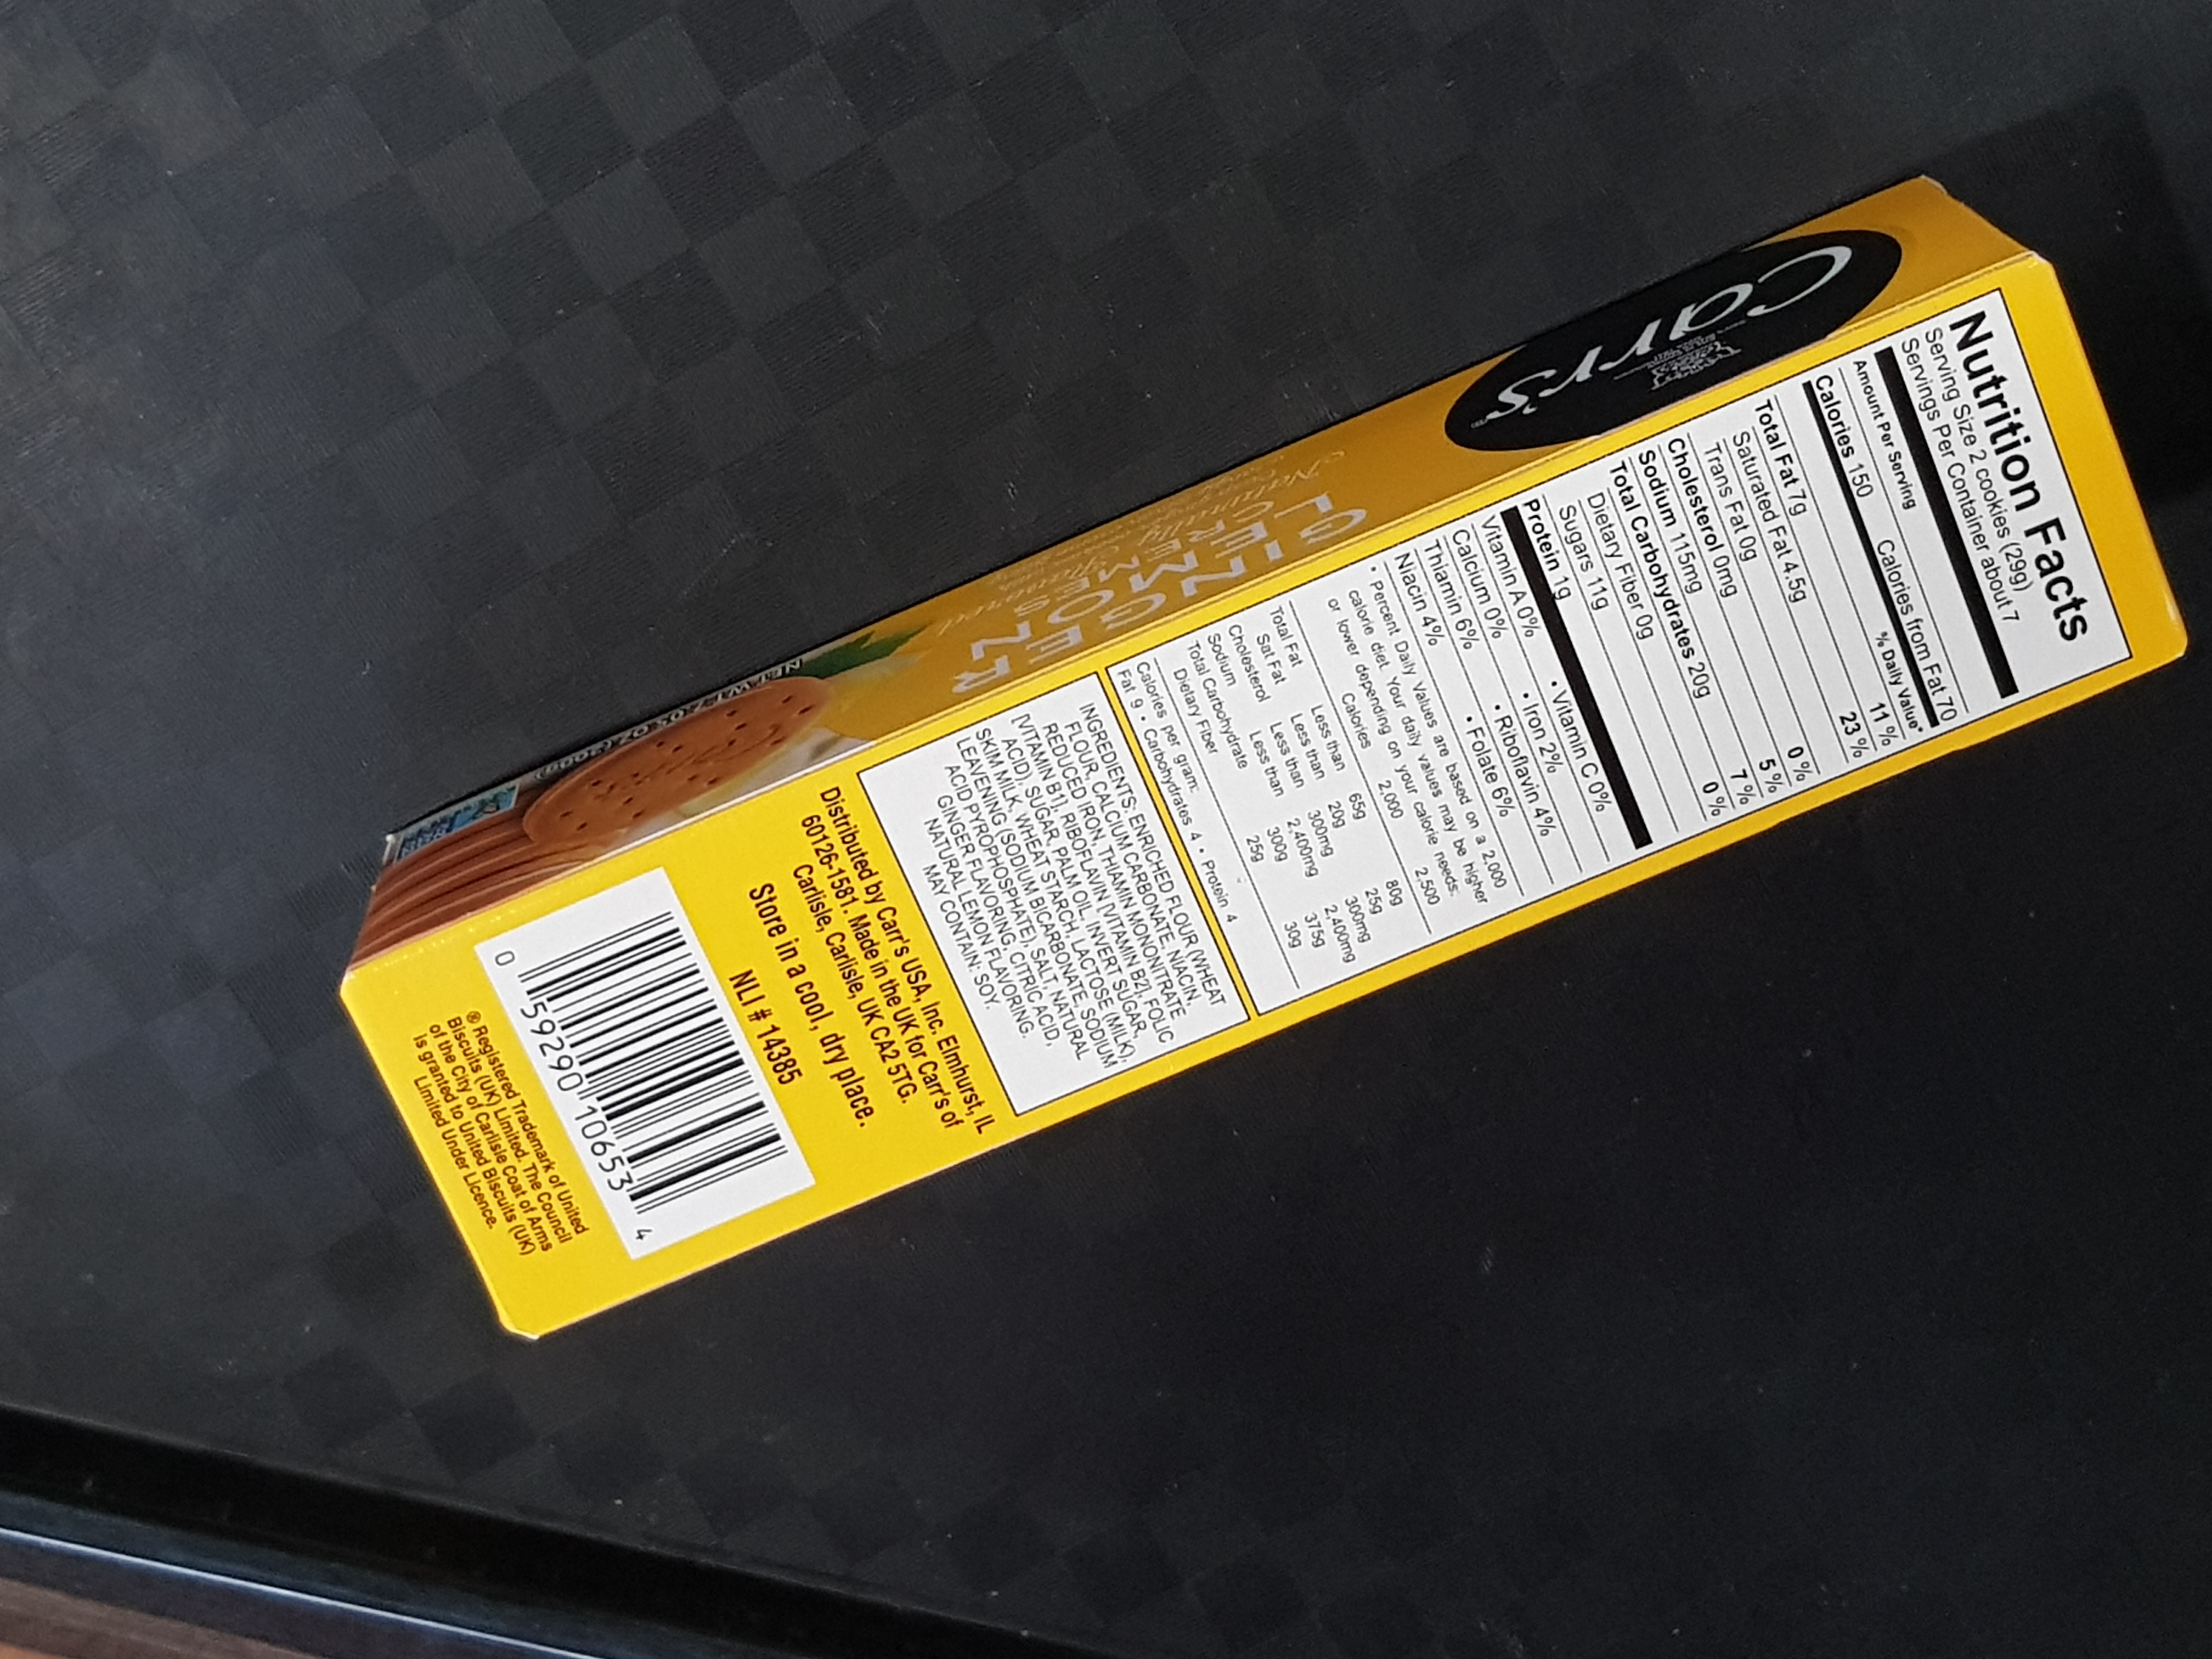 Nutrition Facts
Serving Size 2 cookies (29g)
Servings Per Container about 7
Amount Per Serving
Calories 150 Calories from Fat 70
% Daily Value*
Total Fat 7g 11 %
Saturated Fat 4.5g 23 %
Trans Fat 0g
Cholesterol 0mg 0 %
Sodium 115mg 5 %
Total Carbohydrates 20g 7 %
Dietary Fiber 0g 0 %
Sugars 11g
Protein 1g
Vitamin A 0% • Vitamin C 0%
Calcium 0% • Iron 2%
Thiamin 6% • Riboflavin 4%
Niacin 4% • Folate 6%
* Percent Daily Values are based on a 2,000
calorie diet. Your daily values may be higher
or lower depending on your calorie needs:
Calories 2,000 2,500
Total Fat Less than 65g 80g
Sat Fat Less than 20g 25g
Cholesterol Less than 300mg 300mg
Sodium Less than 2,400mg 2,400mg
Total Carbohydrate 300g 375g
Dietary Fiber 25g 30g
Calories per gram:
Fat 9 • Carbohydrates 4 • Protein 4
INGREDIENTS: ENRICHED FLOUR (WHEAT
FLOUR, CALCIUM CARBONATE, NIACIN,
REDUCED IRON, THIAMIN MONONITRATE
[VITAMIN B1], RIBOFLAVIN [VITAMIN B2], FOLIC
ACID), SUGAR, PALM OIL, INVERT SUGAR,
SKIM MILK, WHEAT STARCH, LACTOSE (MILK),
LEAVENING (SODIUM BICARBONATE, SODIUM
ACID PYROPHOSPHATE), SALT, NATURAL
GINGER FLAVORING, CITRIC ACID,
NATURAL LEMON FLAVORING.
MAY CONTAIN: SOY.
Distributed by Carr's USA, Inc. Elmhurst, IL
60126-1581. Made in the UK for Carr's of
Carlisle, Carlisle, UK CA2 5TG.
Store in a cool, dry place.
NLI # 14385
0 59290 10653 4
® Registered Trademark of United
Biscuits (UK) Limited. The Council
of the City of Carlisle Coat of Arms
is granted to United Biscuits (UK)
Limited Under Licence.
Carr's
GINGER
LEMON
NET WT 7.05 OZ (200g)